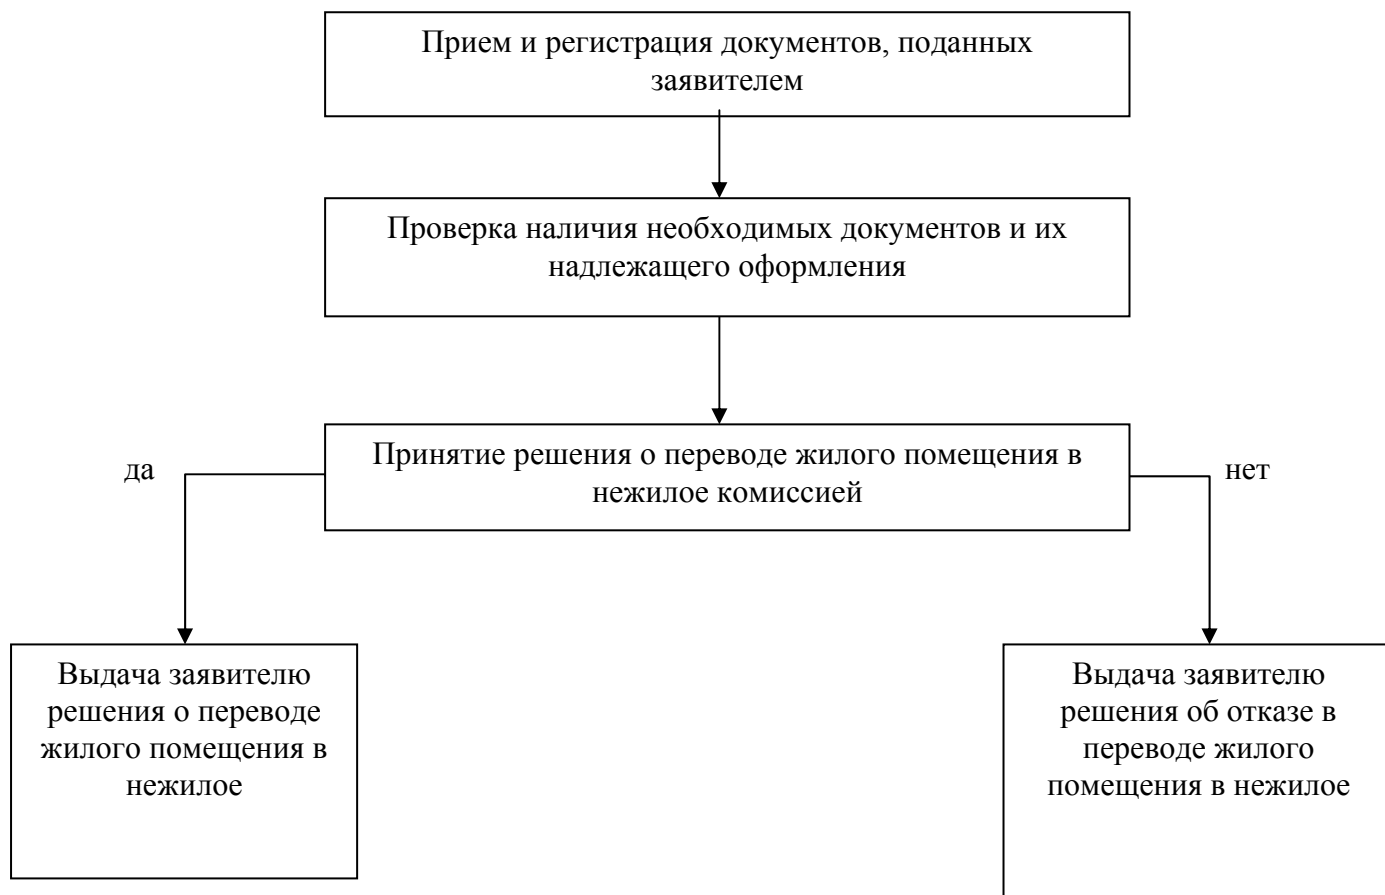 Прием и регистрация документов, поданных
заявителем
Проверка наличия необходимых документов и их
надлежащего оформления
Принятие решения о переводе жилого помещения в
нежилое комиссией
да
нет
Выдача заявителю
решения о переводе
жилого помещения в
нежилое
Выдача заявителю
решения об отказе в
переводе жилого
помещения в нежилое